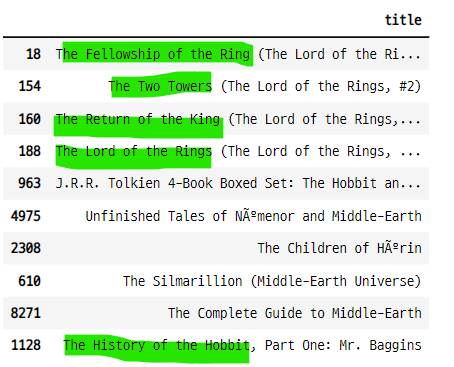 title
18 The Fellowship of the Ring (The Lord of the Ri...
154 The Two Towers (The Lord of the Rings, #2)
160 The Return of the King (The Lord of the Rings,...
188 The Lord of the Rings (The Lord of the Rings, ...
963 J.R.R. Tolkien 4-Book Boxed Set: The Hobbit an...
4975 Unfinished Tales of NÃºmenor and Middle-Earth
2308 The Children of HÃºrin
610 The Silmarillion (Middle-Earth Universe)
8271 The Complete Guide to Middle-Earth
1128 The History of the Hobbit, Part One: Mr. Baggins